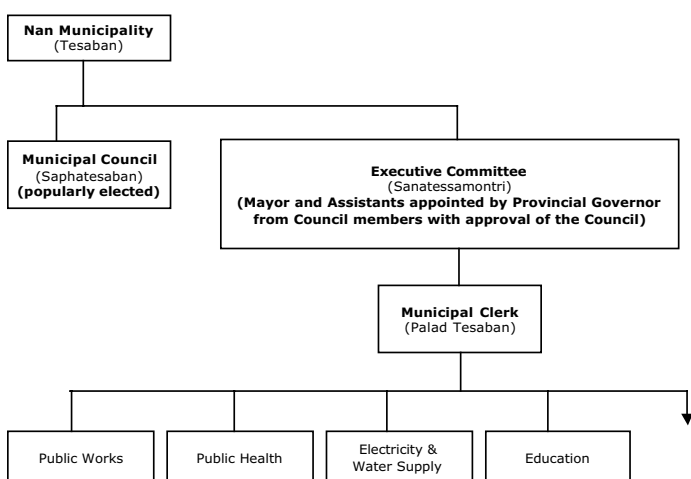 Nan Municipality
(Tesaban)
Municipal Council
(Saphatesaban)
(popularly elected)
Executive Committee
(Sanatessamontri)
(Mayor and Assistants appointed by Provincial Governor
from Council members with approval of the Council)
Municipal Clerk
(Palad Tesaban)
Public Works
Public Health
Electricity &
Water Supply
Education